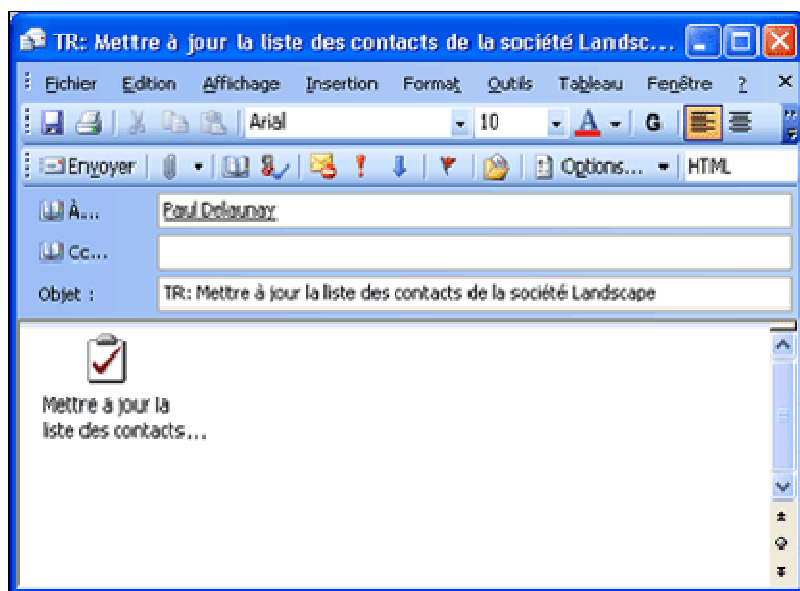 TR: Mettre à jour la liste des contacts de la société Landsc...
Fichier Edition Affichage Insertion Format Outils Tableau Fenêtre ?
Arial 10 A G
Envoyer Options... HTML
À... Paul Delaunay
Cc...
Objet : TR: Mettre à jour la liste des contacts de la société Landscape
Mettre à jour la
liste des contacts...